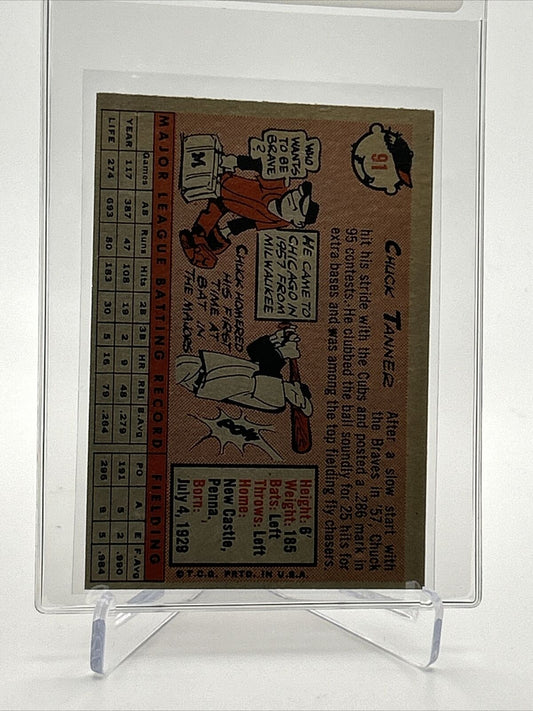 91
CHUCK TANNER After a slow start with
the Braves in '57, Chuck
hit his stride with the Cubs and posted a .286 mark in
95 contests. He clubbed the ball soundly for 25 hits for
extra bases and was among the top fielding fly chasers.
WHO
WANTS
TO BE
BRAVE
?
M
HE CAME TO
CHICAGO IN
1957 FROM
MILWAUKEE
CHUCK HOMERED
HIS FIRST
TIME AT
BAT IN
THE MAJORS
POW
Height: 6'
Weight: 185
Bats: Left
Throws: Left
Home:
New Castle,
Penna.
Born:
July 4, 1929
© T.C.G. PRTD. IN U.S.A.
MAJOR LEAGUE BATTING RECORD FIELDING
Games AB Runs Hits 2B 3B HR RBI B.Avg PO A E F.Avg
YEAR 117 387 47 108 19 2 9 48 .279 191 5 2 .990
LIFE 274 693 80 183 30 5 16 79 .264 296 8 5 .984